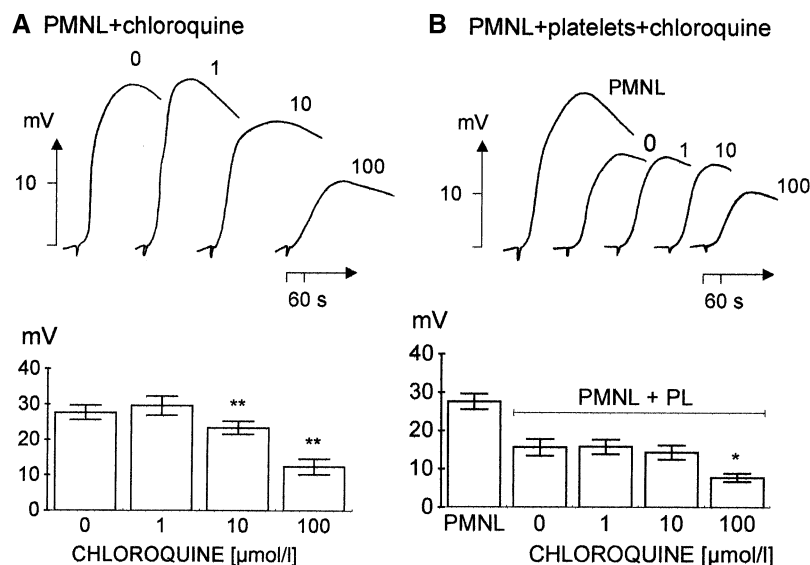 A PMNL+chloroquine
0
1
10
100
mV
10
60 s
mV
40
30
20
10
0
**
**
0 1 10 100
CHLOROQUINE [µmol/l]
B PMNL+platelets+chloroquine
PMNL
0 1 10
100
mV
10
60 s
mV
40
30
20
10
0
PMNL + PL
*
PMNL 0 1 10 100
CHLOROQUINE [µmol/l]